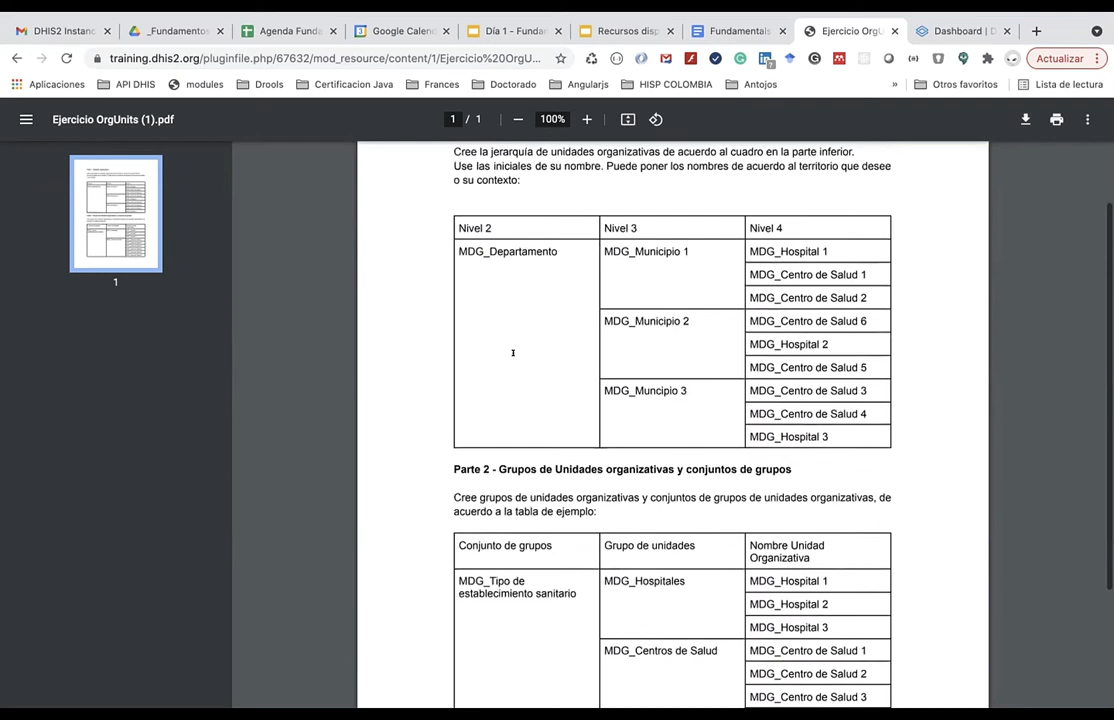 DHIS2 Instanc
_Fundamentos
Agenda Funda
Google Calend
Día 1 - Fundar
Recursos disp
Fundamentals
Ejercicio OrgU
Dashboard | D
training.dhis2.org/pluginfile.php/67632/mod_resource/content/1/Ejercicio%20OrgU...
7
Actualizar
Aplicaciones
API DHIS
modules
Drools
Certificacion Java
Frances
Doctorado
Angularjs
HISP COLOMBIA
Antojos
»
Otros favoritos
Lista de lectura
Ejercicio OrgUnits (1).pdf
1 / 1
100%
1
Cree la jerarquía de unidades organizativas de acuerdo al cuadro en la parte inferior.
Use las iniciales de su nombre. Puede poner los nombres de acuerdo al territorio que desee
o su contexto:
Nivel 2
Nivel 3
Nivel 4
MDG_Departamento
MDG_Municipio 1
MDG_Hospital 1
MDG_Centro de Salud 1
MDG_Centro de Salud 2
MDG_Municipio 2
MDG_Centro de Salud 6
MDG_Hospital 2
MDG_Centro de Salud 5
MDG_Muncipio 3
MDG_Centro de Salud 3
MDG_Centro de Salud 4
MDG_Hospital 3
Parte 2 - Grupos de Unidades organizativas y conjuntos de grupos
Cree grupos de unidades organizativas y conjuntos de grupos de unidades organizativas, de
acuerdo a la tabla de ejemplo:
Conjunto de grupos
Grupo de unidades
Nombre Unidad
Organizativa
MDG_Tipo de
establecimiento sanitario
MDG_Hospitales
MDG_Hospital 1
MDG_Hospital 2
MDG_Hospital 3
MDG_Centros de Salud
MDG_Centro de Salud 1
MDG_Centro de Salud 2
MDG_Centro de Salud 3